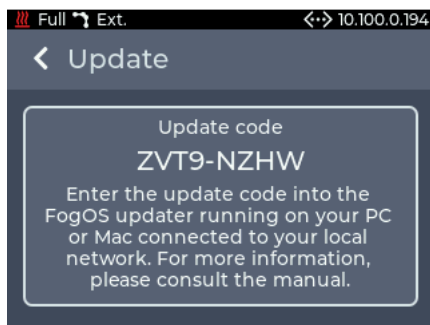 Full Ext. 10.100.0.194
Update
Update code
ZVT9-NZHW
Enter the update code into the
FogOS updater running on your PC
or Mac connected to your local
network. For more information,
please consult the manual.